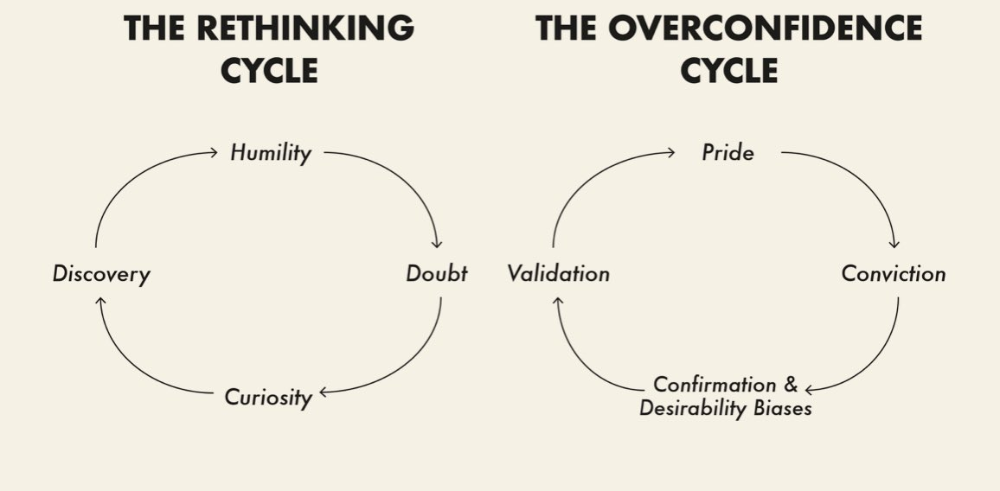 THE RETHINKING
CYCLE
Humility
Doubt
Curiosity
Discovery
THE OVERCONFIDENCE
CYCLE
Pride
Conviction
Confirmation &
Desirability Biases
Validation